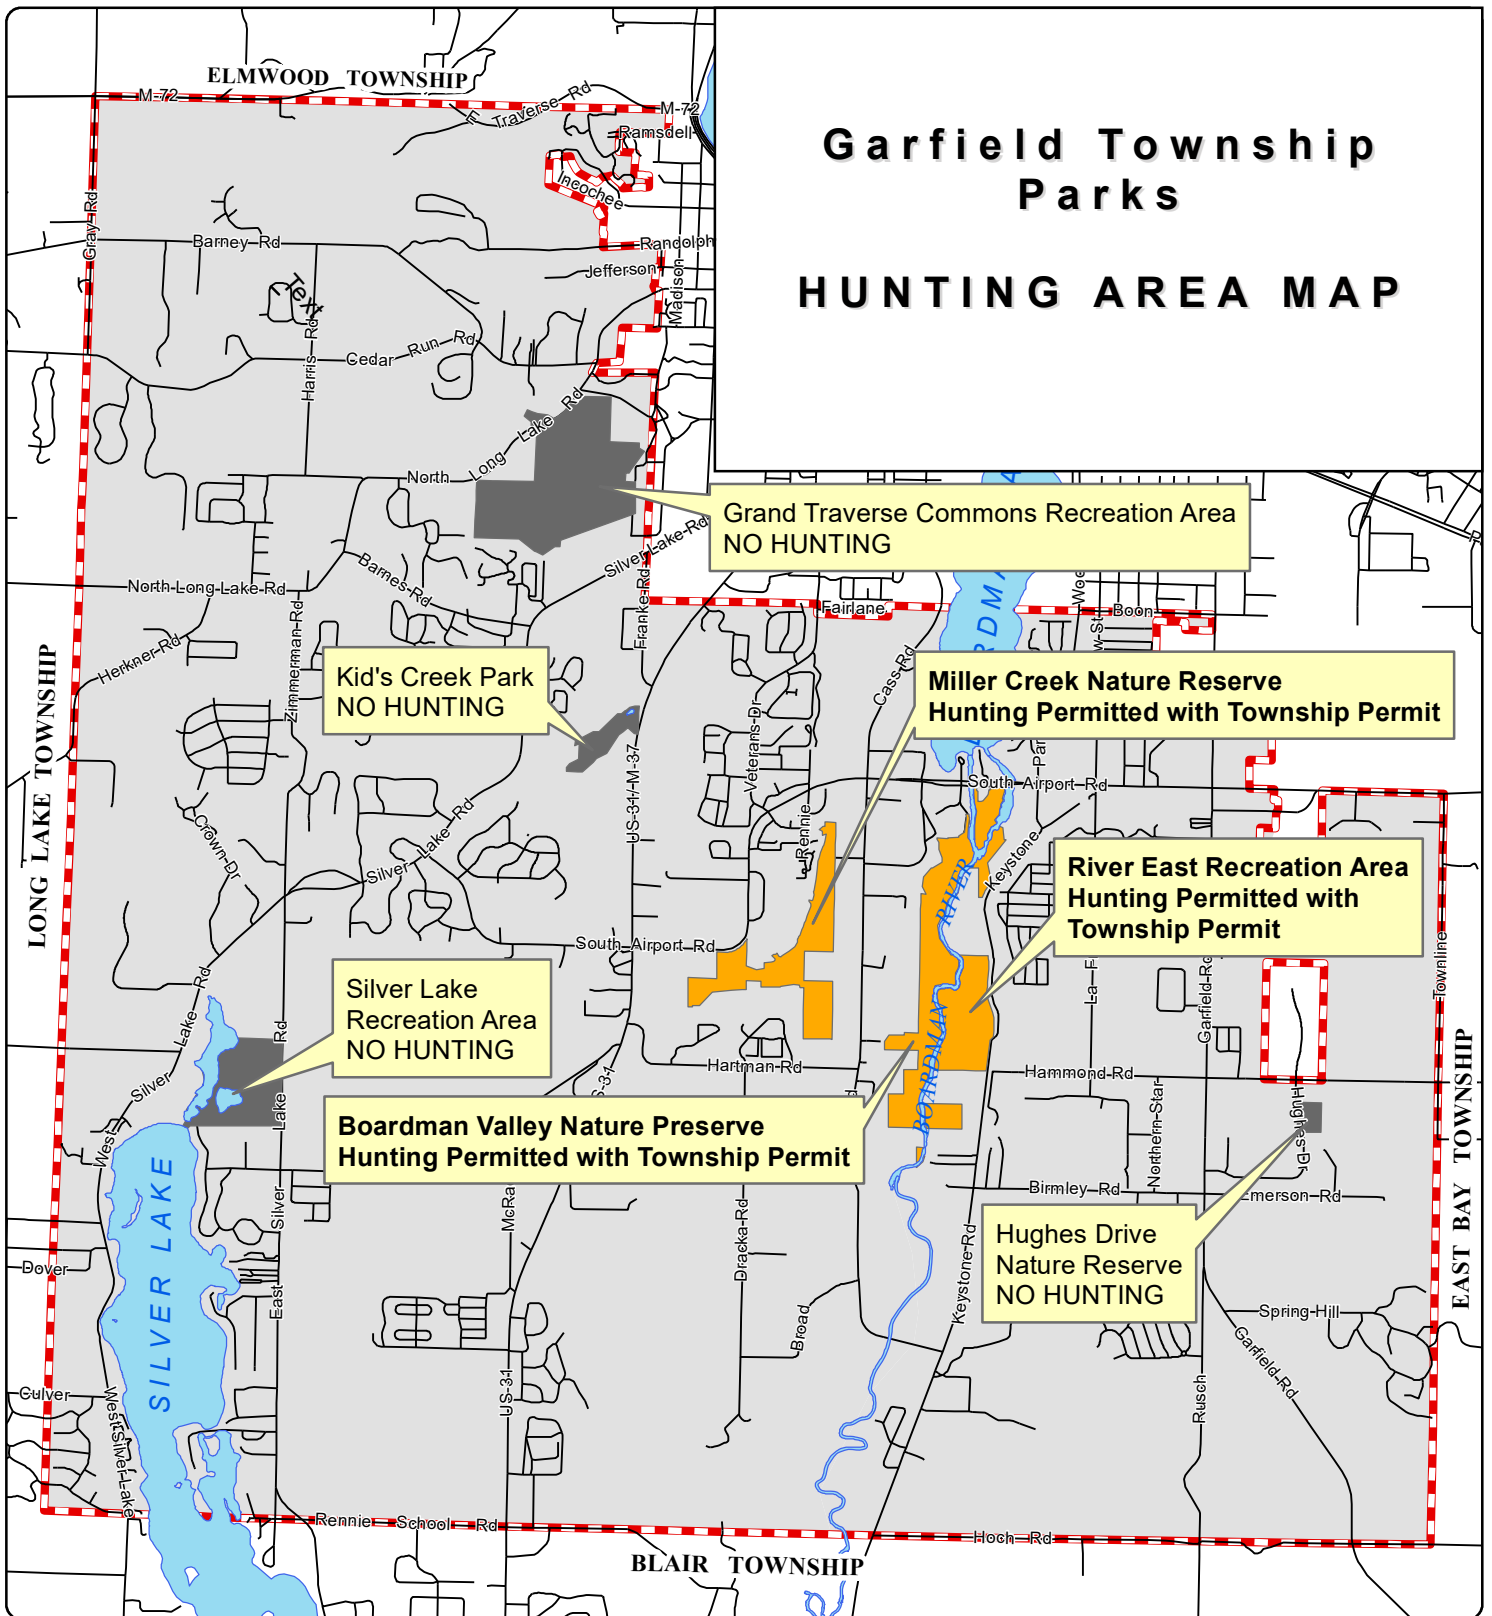 Garfield Township
Parks
HUNTING AREA MAP
ELMWOOD TOWNSHIP
M-72
E Traverse Rd
M-72
Ramsdell
Incochee
Gray Rd
Barney Rd
Randolph
Jefferson
Madison
Text
Harris Rd
Cedar Run Rd
North Long Lake Rd
Grand Traverse Commons Recreation Area
NO HUNTING
Silver Lake Rd
Barnes Rd
North Long Lake Rd
Franke Rd
Fairlane
Boon
Zimmerman Rd
Herkner Rd
Cass Rd
LONG LAKE TOWNSHIP
Kid's Creek Park
NO HUNTING
Miller Creek Nature Reserve
Hunting Permitted with Township Permit
Veterans Dr
US-31/M-37
South Airport Rd
Rennie
Keystone
Crown Dr
Silver Lake Rd
River East Recreation Area
Hunting Permitted with
Township Permit
BOARDMAN RIVER
South Airport Rd
Townline
Garfield Rd
Silver Lake Rd
Silver Lake
Recreation Area
NO HUNTING
East Silver Lake Rd
Hartman Rd
Hammond Rd
Boardman Valley Nature Preserve
Hunting Permitted with Township Permit
Northern Star
Hughes Dr
EAST BAY TOWNSHIP
West
Birmley Rd
merson Rd
Hughes Drive
Nature Reserve
NO HUNTING
SILVER LAKE
Dracka Rd
Keystone Rd
Dover
Spring Hill
Broad
Garfield Rd
Culver
West Silver Lake
US-31
Rusch
Rennie School Rd
Hoch Rd
BLAIR TOWNSHIP